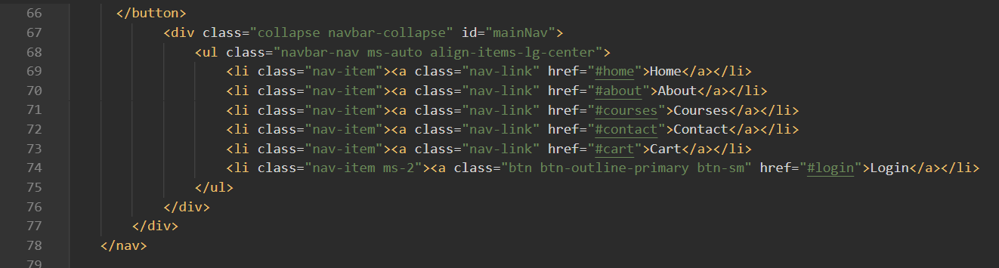 66 </button>
67 <div class="collapse navbar-collapse" id="mainNav">
68 <ul class="navbar-nav ms-auto align-items-lg-center">
69 <li class="nav-item"><a class="nav-link" href="#home">Home</a></li>
70 <li class="nav-item"><a class="nav-link" href="#about">About</a></li>
71 <li class="nav-item"><a class="nav-link" href="#courses">Courses</a></li>
72 <li class="nav-item"><a class="nav-link" href="#contact">Contact</a></li>
73 <li class="nav-item"><a class="nav-link" href="#cart">Cart</a></li>
74 <li class="nav-item ms-2"><a class="btn btn-outline-primary btn-sm" href="#login">Login</a></li>
75 </ul>
76 </div>
77 </div>
78 </nav>
79